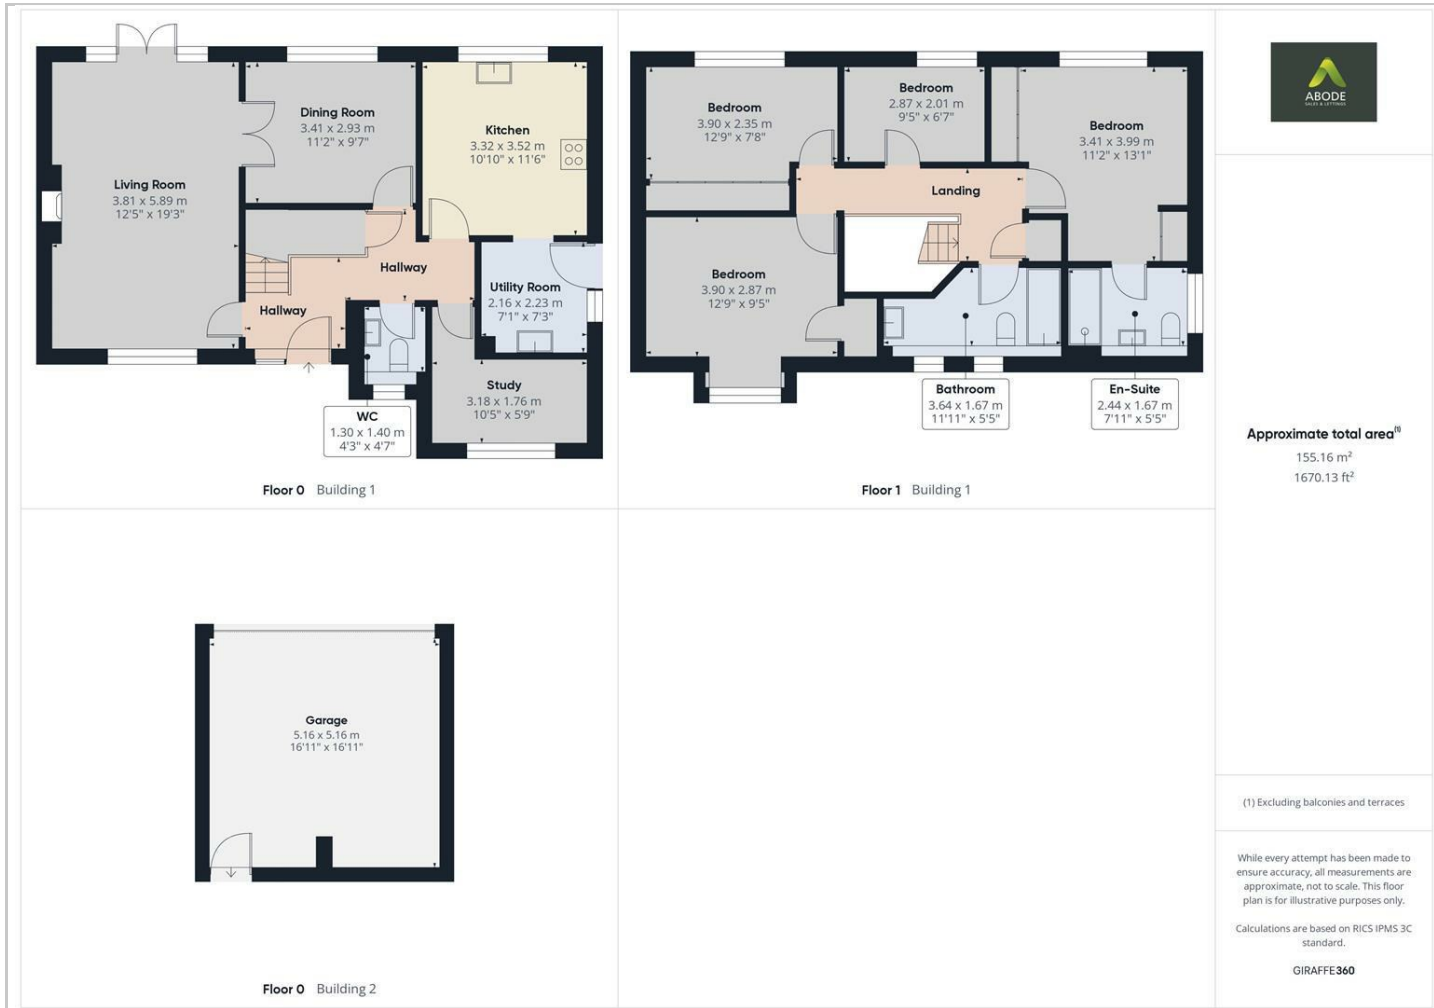 Living Room
3.81 x 5.89 m
12'5" x 19'3"
Dining Room
3.41 x 2.93 m
11'2" x 9'7"
Kitchen
3.32 x 3.52 m
10'10" x 11'6"
Hallway
Hallway
Utility Room
2.16 x 2.23 m
7'1" x 7'3"
WC
1.30 x 1.40 m
4'3" x 4'7"
Study
3.18 x 1.76 m
10'5" x 5'9"
Floor 0 Building 1
Bedroom
3.90 x 2.35 m
12'9" x 7'8"
Bedroom
2.87 x 2.01 m
9'5" x 6'7"
Bedroom
3.41 x 3.99 m
11'2" x 13'1"
Landing
Bedroom
3.90 x 2.87 m
12'9" x 9'5"
Bathroom
3.64 x 1.67 m
11'11" x 5'5"
En-Suite
2.44 x 1.67 m
7'11" x 5'5"
Floor 1 Building 1
Garage
5.16 x 5.16 m
16'11" x 16'11"
Floor 0 Building 2
ABODE
SALES & LETTINGS
Approximate total area(1)
155.16 m²
1670.13 ft²
(1) Excluding balconies and terraces
While every attempt has been made to
ensure accuracy, all measurements are
approximate, not to scale. This floor
plan is for illustrative purposes only.
Calculations are based on RICS IPMS 3C
standard.
GIRAFFE360